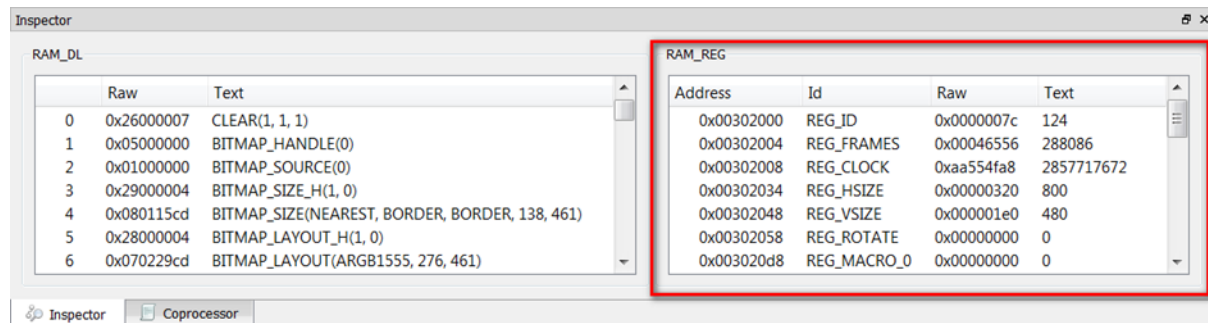 Inspector
RAM_DL
Raw Text
0 0x26000007 CLEAR(1, 1, 1)
1 0x05000000 BITMAP_HANDLE(0)
2 0x01000000 BITMAP_SOURCE(0)
3 0x29000004 BITMAP_SIZE_H(1, 0)
4 0x080115cd BITMAP_SIZE(NEAREST, BORDER, BORDER, 138, 461)
5 0x28000004 BITMAP_LAYOUT_H(1, 0)
6 0x070229cd BITMAP_LAYOUT(ARGB1555, 276, 461)
RAM_REG
Address Id Raw Text
0x00302000 REG_ID 0x0000007c 124
0x00302004 REG_FRAMES 0x00046556 288086
0x00302008 REG_CLOCK 0xaa554fa8 2857717672
0x00302034 REG_HSIZE 0x00000320 800
0x00302048 REG_VSIZE 0x000001e0 480
0x00302058 REG_ROTATE 0x00000000 0
0x003020d8 REG_MACRO_0 0x00000000 0
Inspector Coprocessor